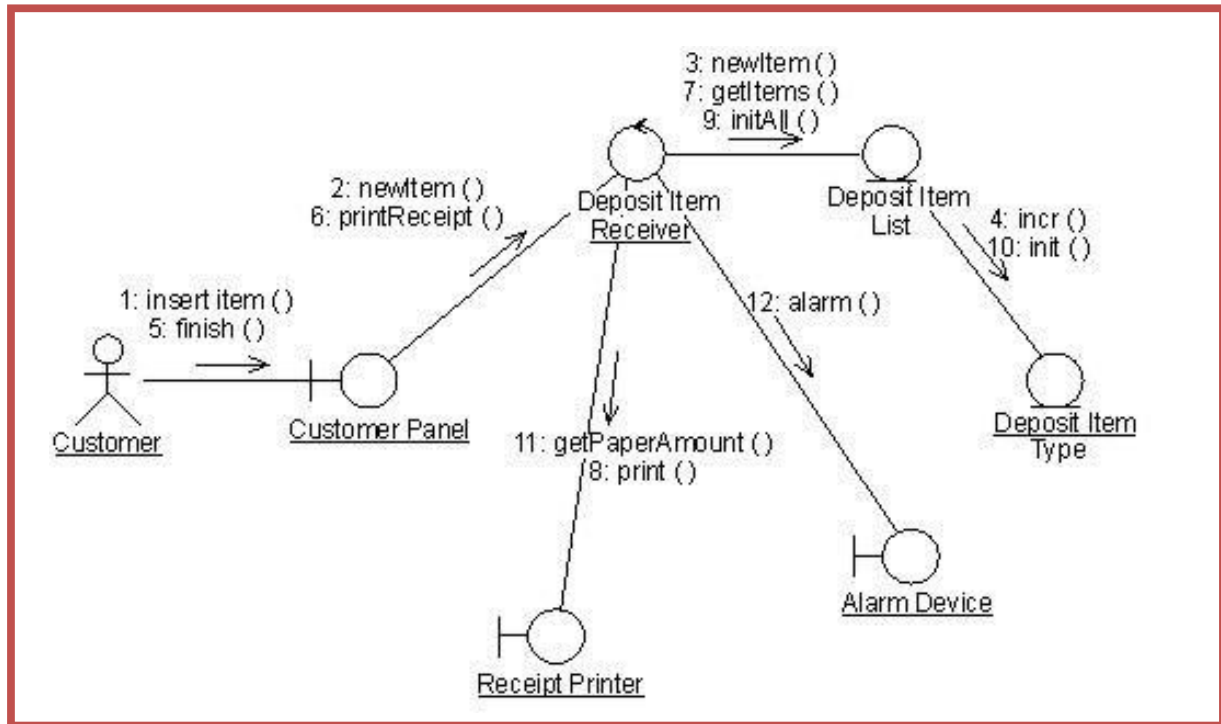 3: newItem ()
7: getItems ()
9: initAll ()
2: newItem ()
6: printReceipt ()
Deposit Item
Receiver
Deposit Item
List
4: incr ()
10: init ()
1: insert item ()
5: finish ()
12: alarm ()
Customer
Customer Panel
11: getPaperAmount ()
8: print ()
Deposit Item
Type
Alarm Device
Receipt Printer